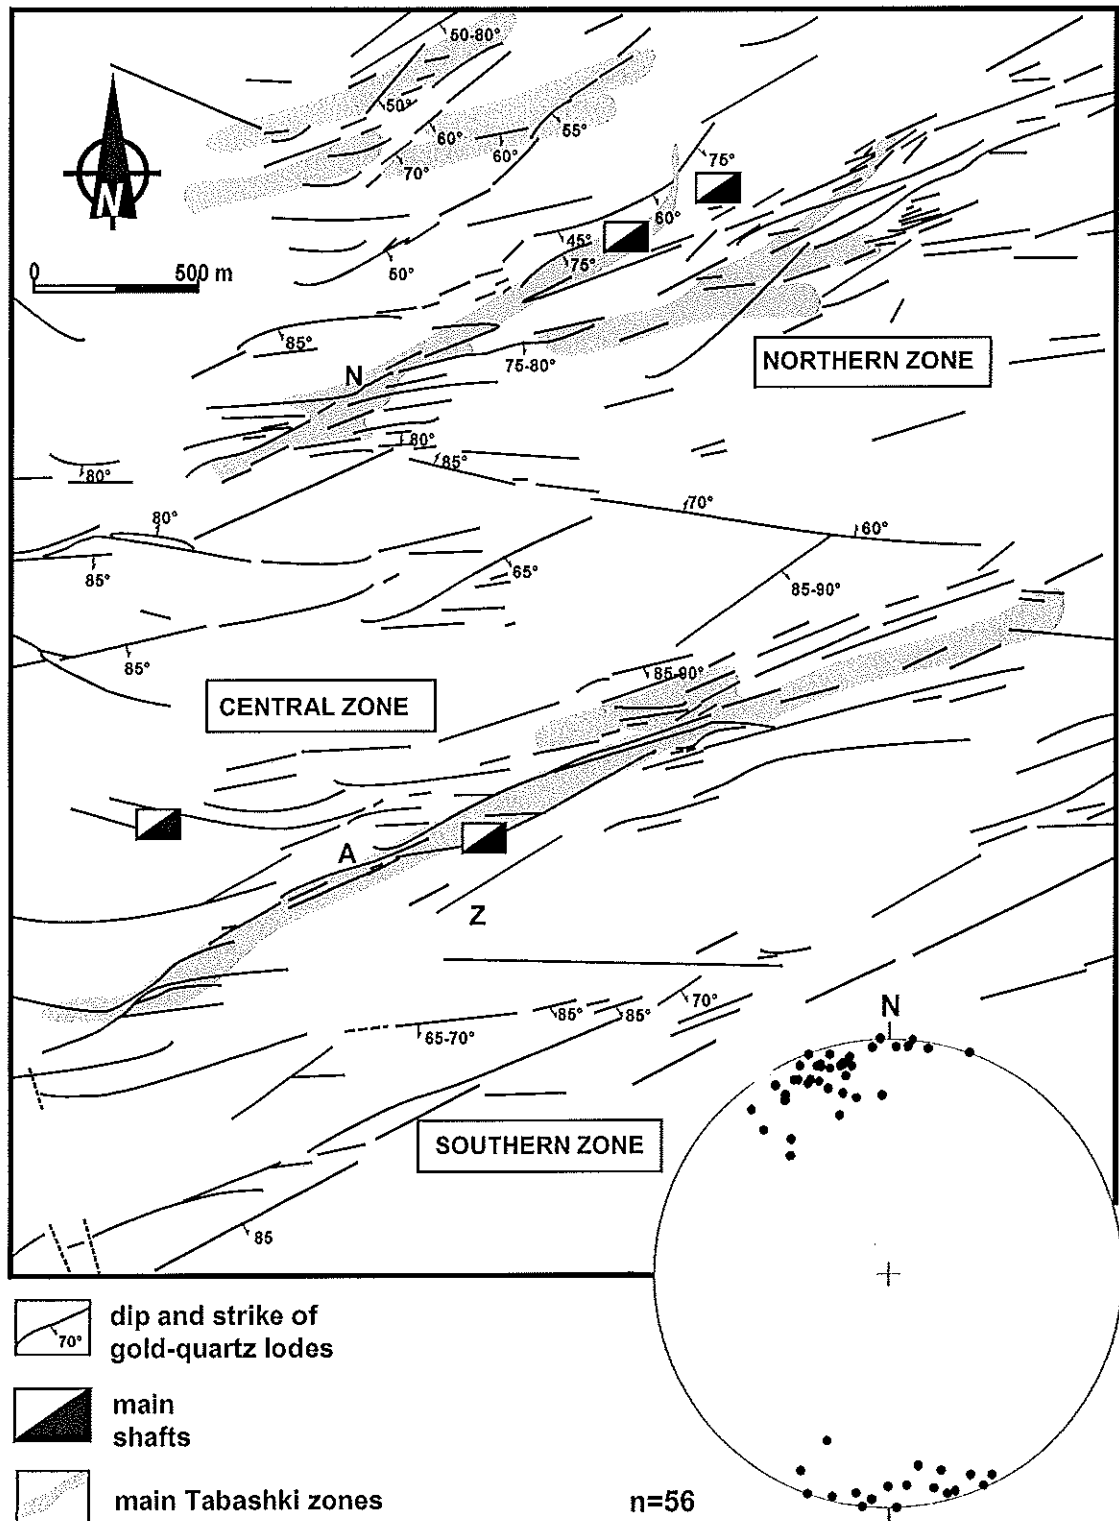 50-80°
50°
60°
55°
60°
70°
75°
60°
N
0 500 m
45°
75°
60°
85°
NORTHERN ZONE
75-80°
N
80°
85°
80°
70°
80°
60°
65°
85°
85-90°
85°
85-90°
CENTRAL ZONE
A
Z
70°
85°
85°
65-70°
N
SOUTHERN ZONE
85
dip and strike of
gold-quartz lodes
70°
main
shafts
main Tabashki zones
n=56